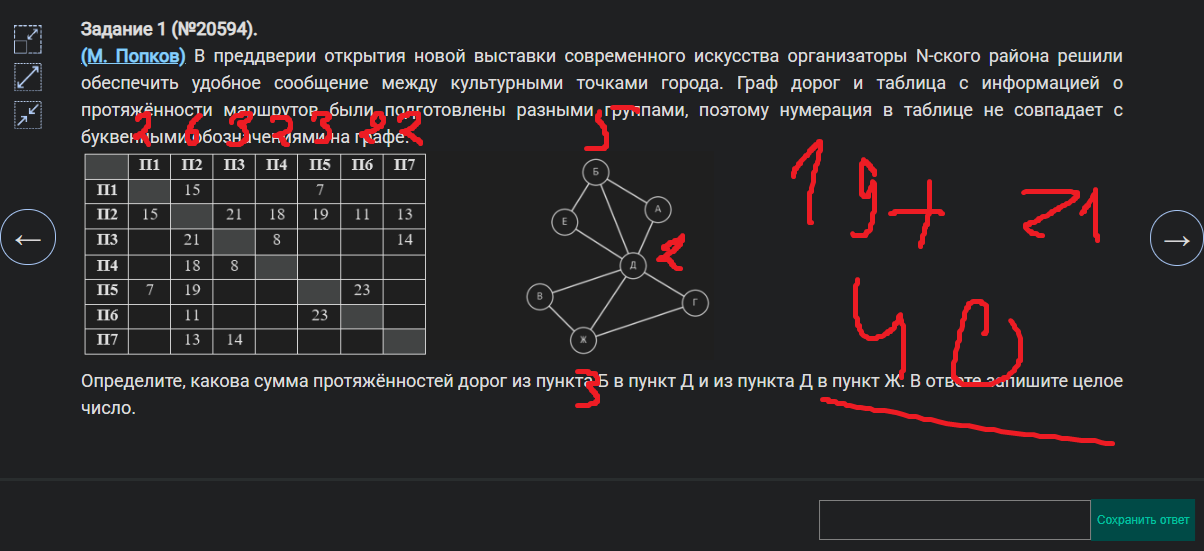 Задание 1 (№20594).
(М. Попков) В преддверии открытия новой выставки современного искусства организаторы N-ского района решили
обеспечить удобное сообщение между культурными точками города. Граф дорог и таблица с информацией о
протяжённости маршрутов были подготовлены разными группами, поэтому нумерация в таблице не совпадает с
буквенными обозначениями на графе.
2 6 3 2 3 2 2
П1 П2 П3 П4 П5 П6 П7
П1 15 7
П2 15 21 18 19 11 13
П3 21 8 14
П4 18 8
П5 7 19 23
П6 11 23
П7 13 14
3
Б
А
Е
Д
В
Г
Ж
3
19+ 21
40
Определите, какова сумма протяжённостей дорог из пункта Б в пункт Д и из пункта Д в пункт Ж. В ответе запишите целое
число.
Сохранить ответ